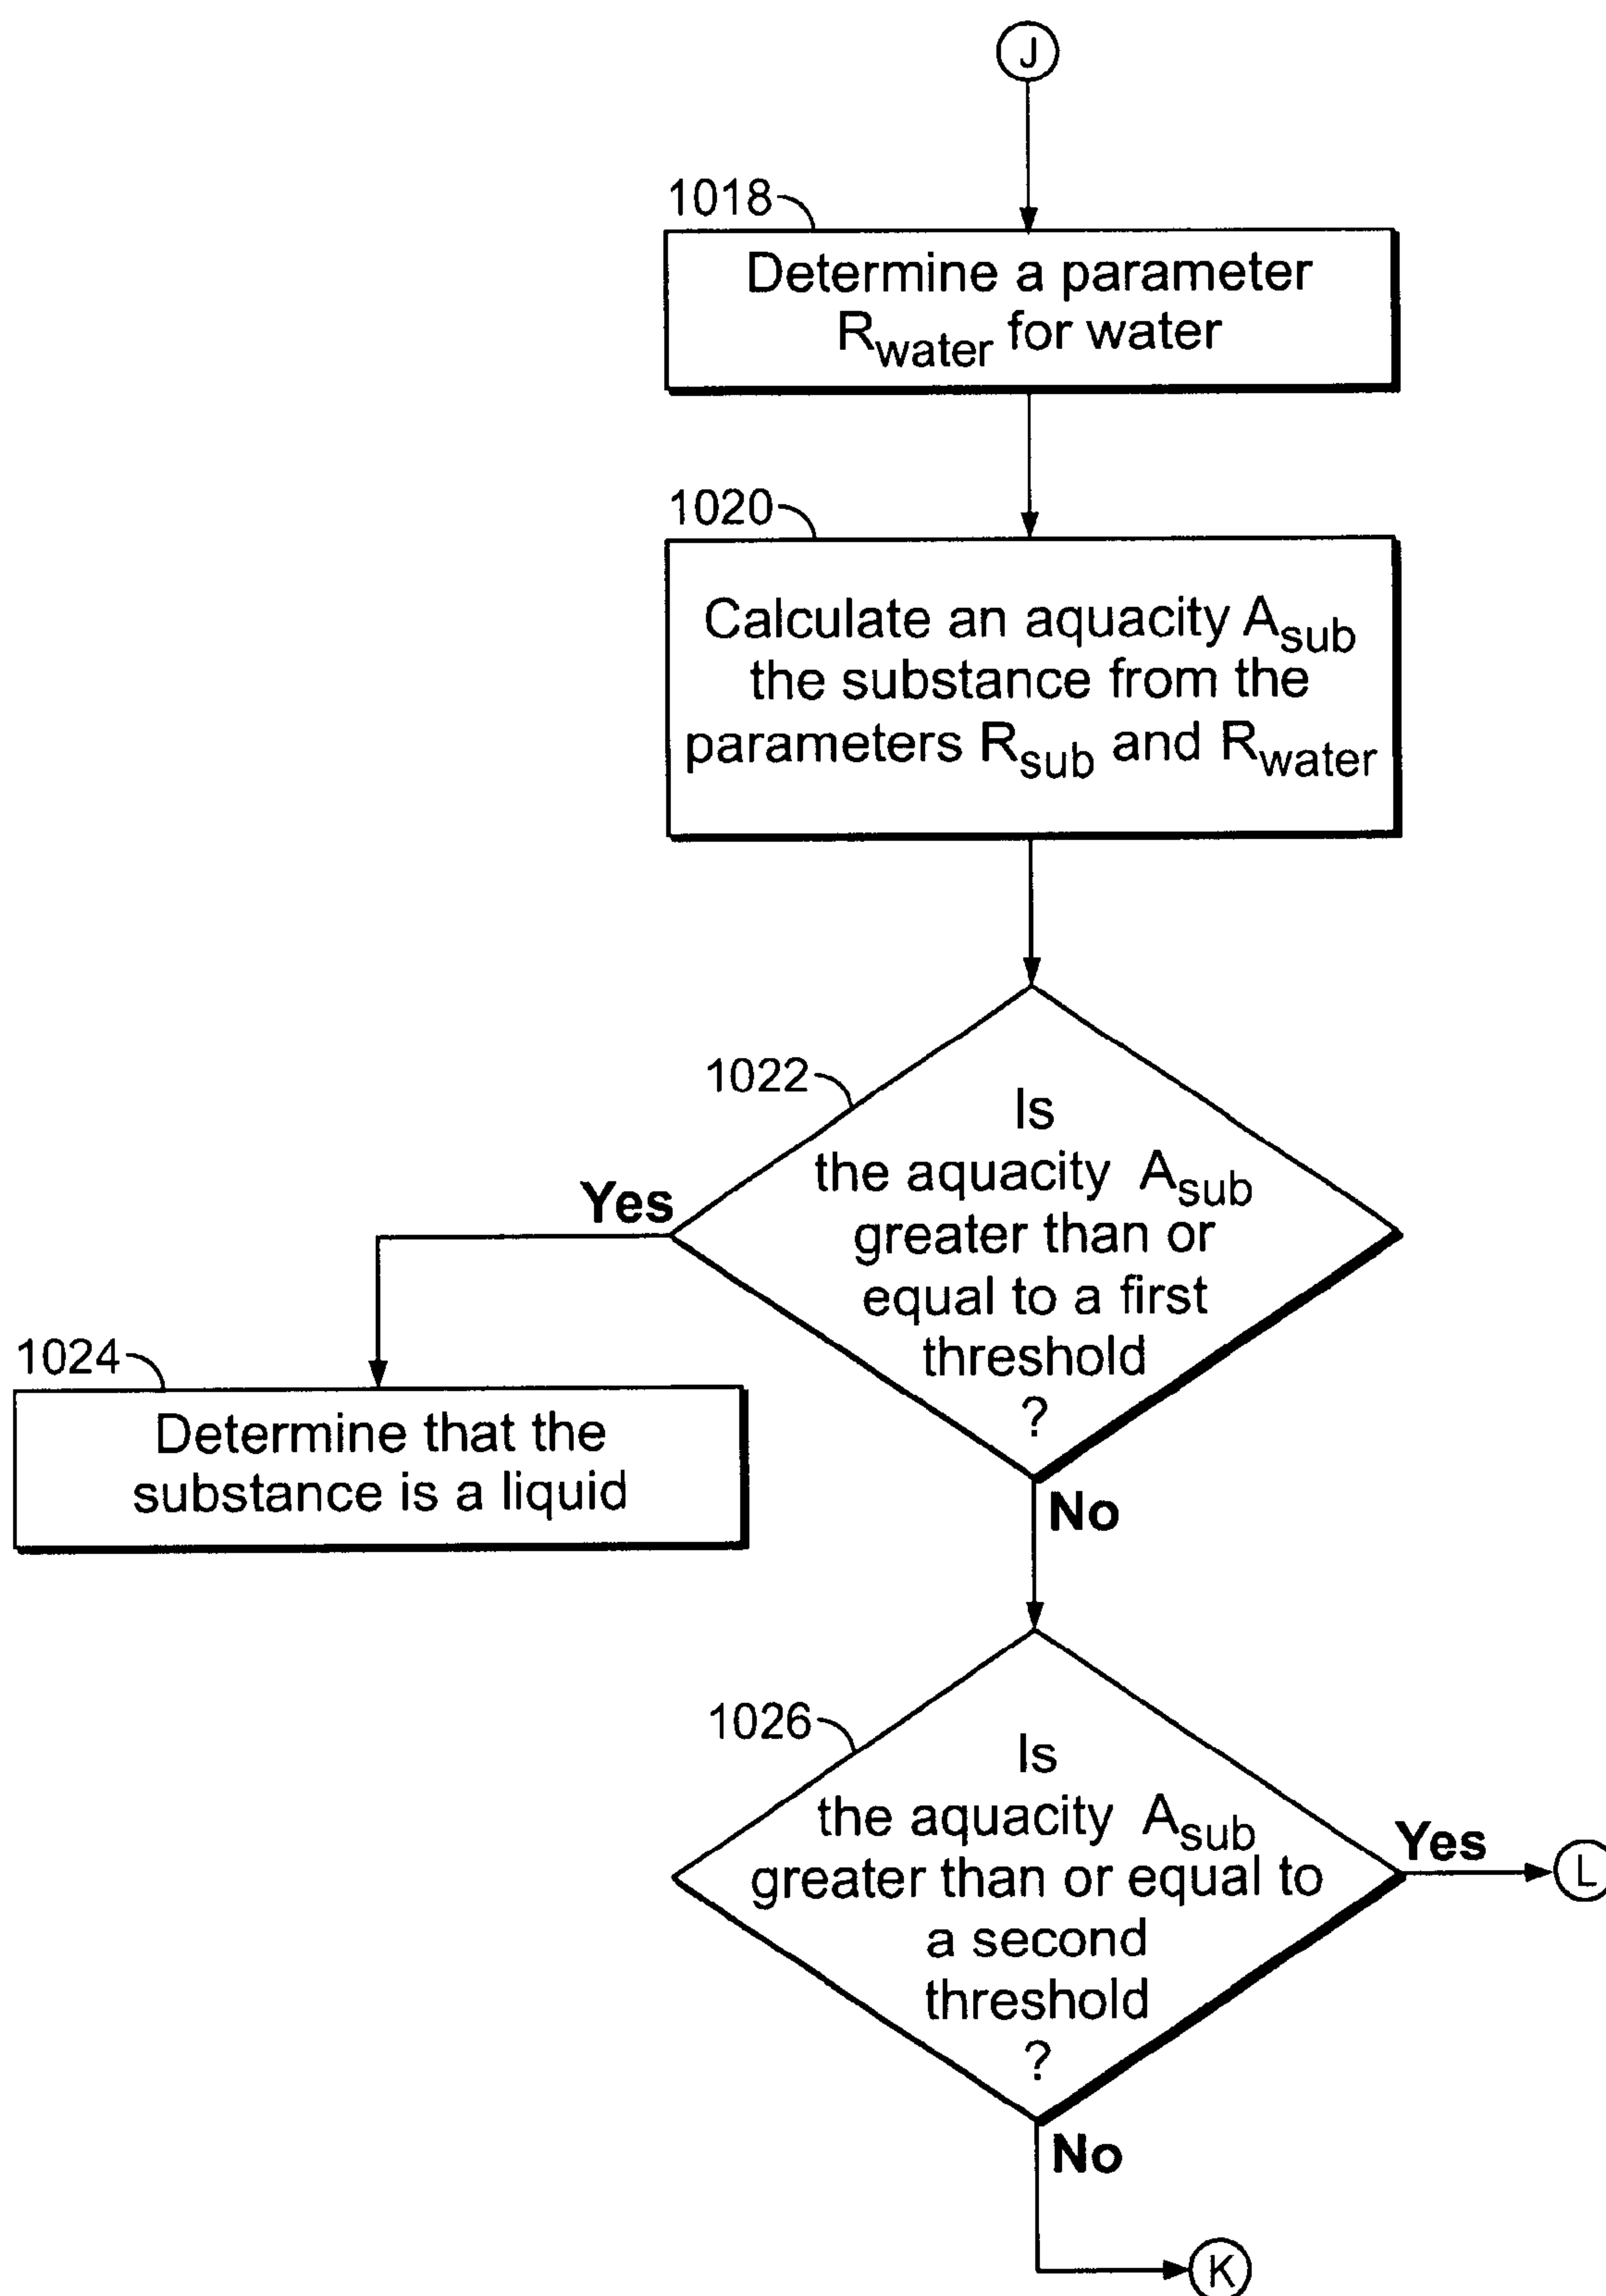 J
1018
Determine a parameter
Rwater for water
1020
Calculate an aquacity Asub
the substance from the
parameters Rsub and Rwater
1022
Is
the aquacity Asub
greater than or
equal to a first
threshold
?
Yes
1024
Determine that the
substance is a liquid
No
1026
Is
the aquacity Asub
greater than or equal to
a second
threshold
?
Yes
L
No
K